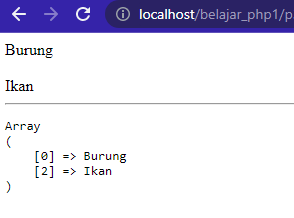 localhost/belajar_php1/p
Burung
Ikan
Array
(
    [0] => Burung
    [2] => Ikan
)